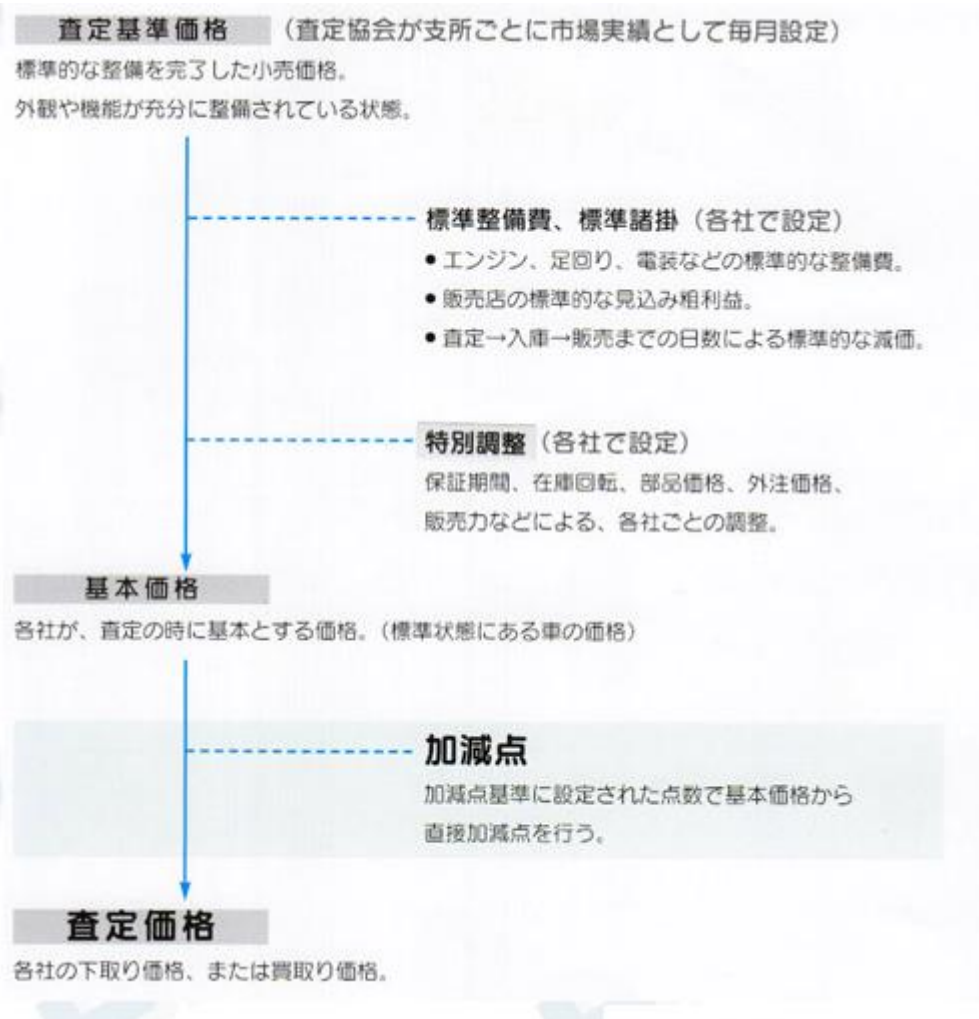 査定基準価格 （査定協会が支所ごとに市場実績として毎月設定）
標準的な整備を完了した小売価格。
外観や機能が充分に整備されている状態。
標準整備費、標準諸掛（各社で設定）
●エンジン、足回り、電装などの標準的な整備費。
●販売店の標準的な見込み粗利益。
●査定→入庫→販売までの日数による標準的な減価。
特別調整（各社で設定）
保証期間、在庫回転、部品価格、外注価格、
販売力などによる、各社ごとの調整。
基本価格
各社が、査定の時に基本とする価格。（標準状態にある車の価格）
加減点
加減点基準に設定された点数で基本価格から
直接加減点を行う。
査定価格
各社の下取り価格、または買取り価格。